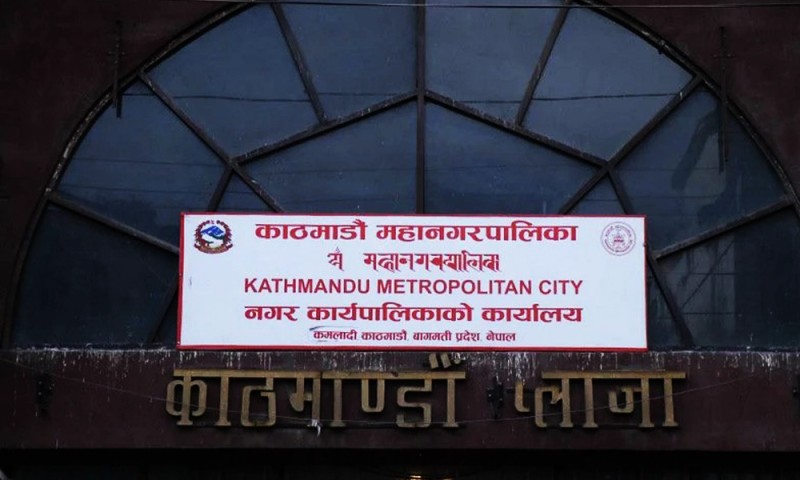 काठमाडौं महानगरपालिका
KATHMANDU METROPOLITAN CITY
नगर कार्यपालिकाको कार्यालय
कमलादी, काठमाडौं, बागमती प्रदेश, नेपाल
काठमाण्डौं प्लाजा